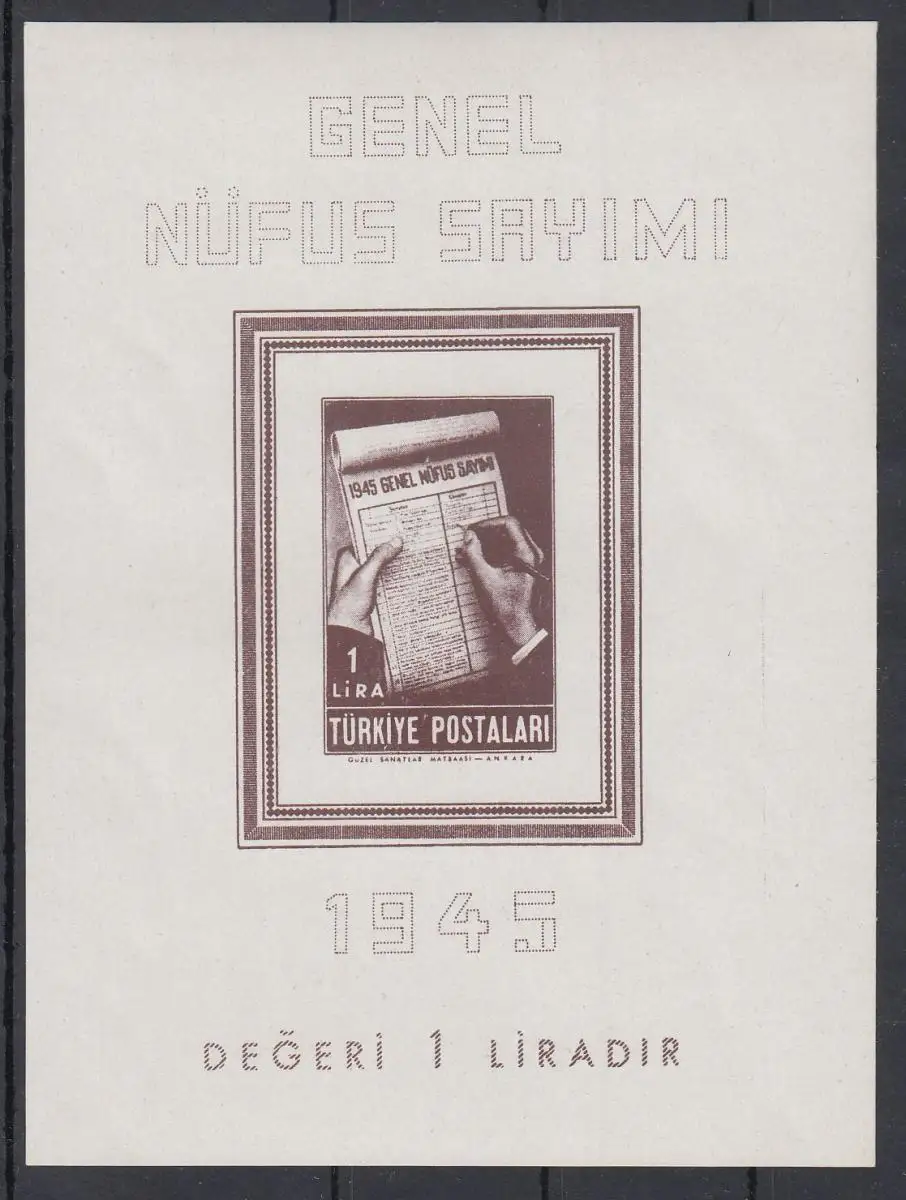 GENEL
NÜFUS SAYIMI
1945 GENEL NÜFUS SAYIMI
1
LİRA
TÜRKİYE POSTALARI
GÜZEL SANATLAR MATBAASI — ANKARA
1945
DEĞERİ 1 LİRADIR